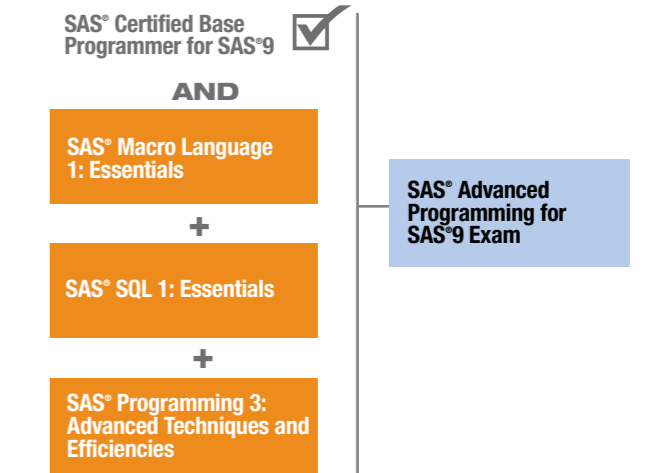 SAS® Certified Base
Programmer for SAS®9
AND
SAS® Macro Language
1: Essentials
+
SAS® SQL 1: Essentials
+
SAS® Programming 3:
Advanced Techniques and
Efficiencies
SAS® Advanced
Programming for
SAS®9 Exam